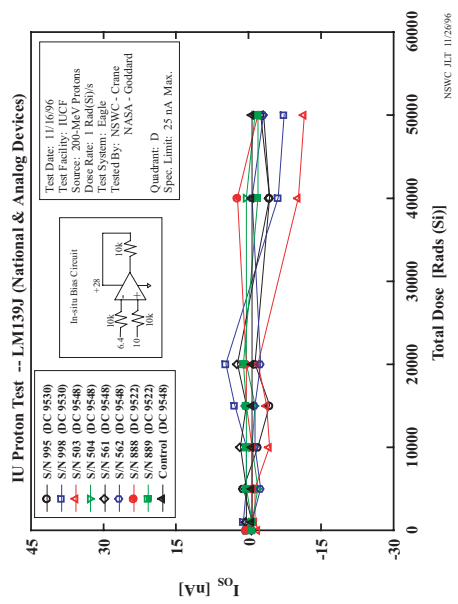 IU Proton Test -- LM139J (National & Analog Devices)
S/N 995 (DC 9530)
S/N 998 (DC 9530)
S/N 503 (DC 9548)
S/N 504 (DC 9548)
S/N 561 (DC 9548)
S/N 562 (DC 9548)
S/N 888 (DC 9522)
S/N 889 (DC 9522)
Control (DC 9548)
In-situ Bias Circuit
+28
10k
10k
6.4
10
10k
-
+
Test Date: 11/16/96
Test Facility: IUCF
Source: 200-MeV Protons
Dose Rate: 1 Rad(Si)/s
Test System: Eagle
Tested By: NSWC - Crane
NASA - Goddard
Quadrant: D
Spec. Limit: 25 nA Max.
I_OS [nA]
45
30
15
0
-15
-30
0
10000
20000
30000
40000
50000
60000
Total Dose [Rads (Si)]
NSWC JLT 11/26/96